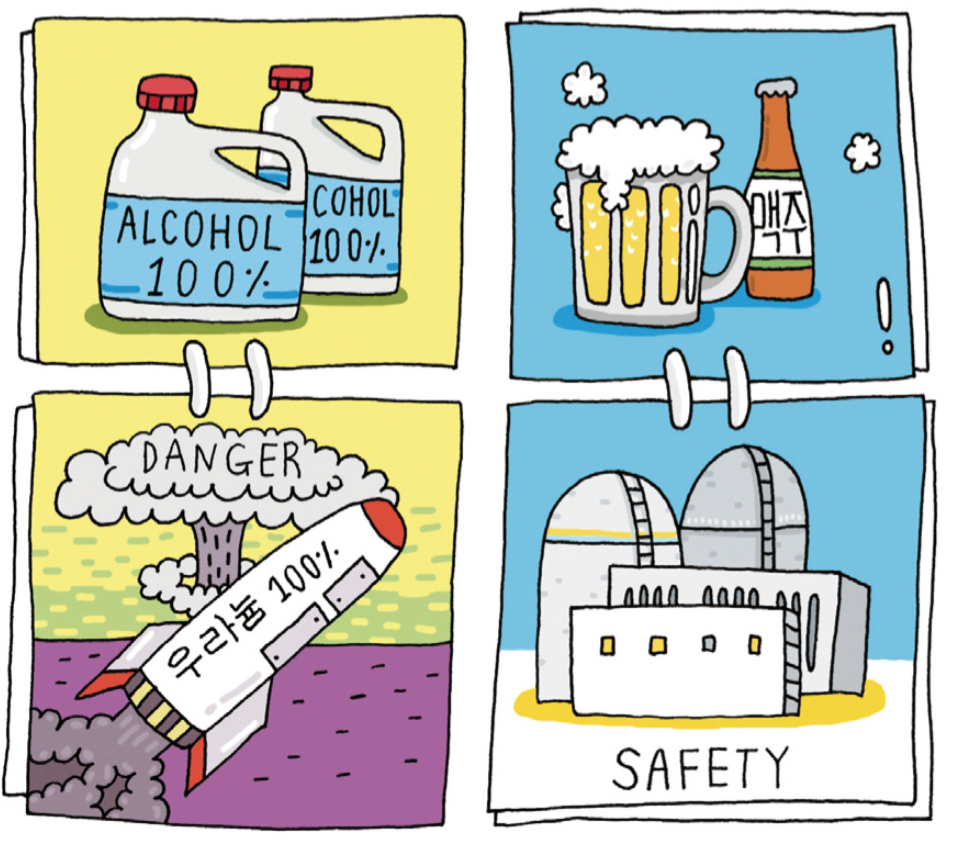 ALCOHOL
100%
COHOL
100%
맥주
!
DANGER
우라늄 100%
SAFETY